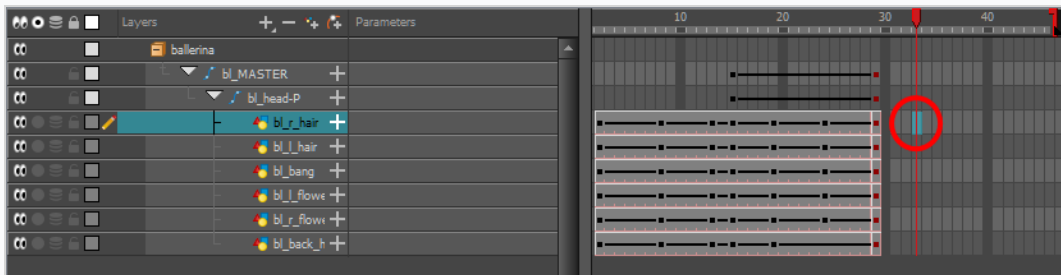 Layers Parameters 10 20 30 40
ballerina
bl_MASTER
bl_head-P
bl_r_hair
bl_l_hair
bl_bang
bl_l_flowe
bl_r_flowe
bl_back_h